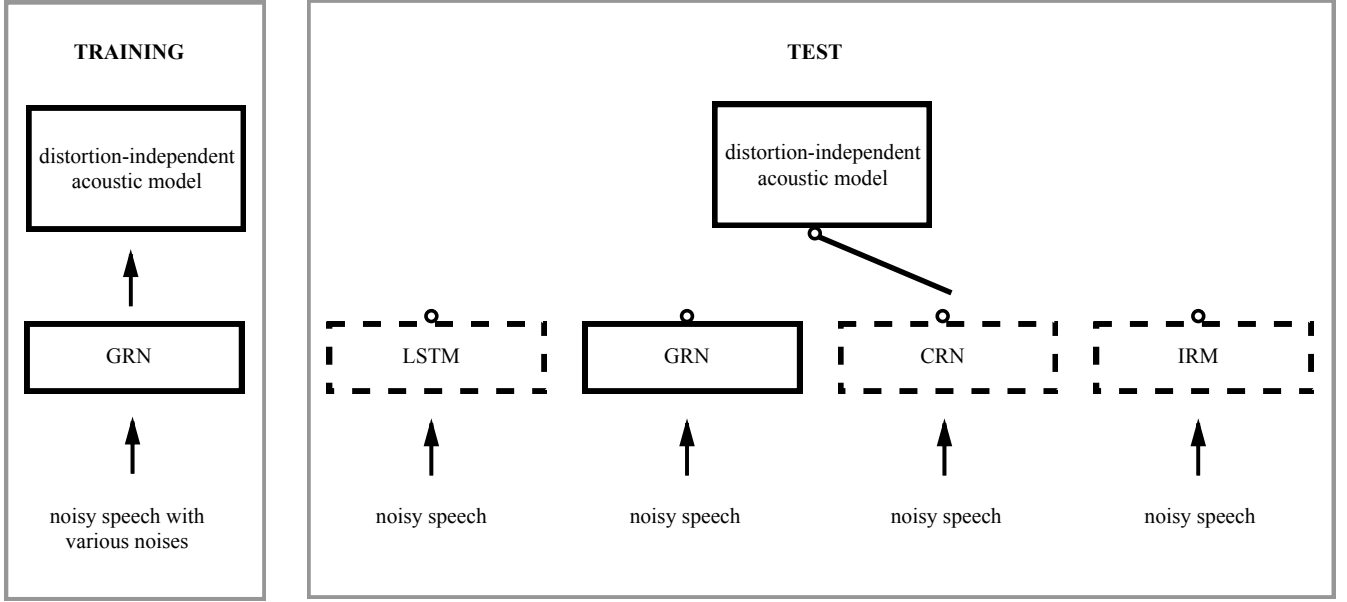 TRAINING
distortion-independent
acoustic model
GRN
noisy speech with
various noises
TEST
distortion-independent
acoustic model
LSTM
GRN
CRN
IRM
noisy speech
noisy speech
noisy speech
noisy speech